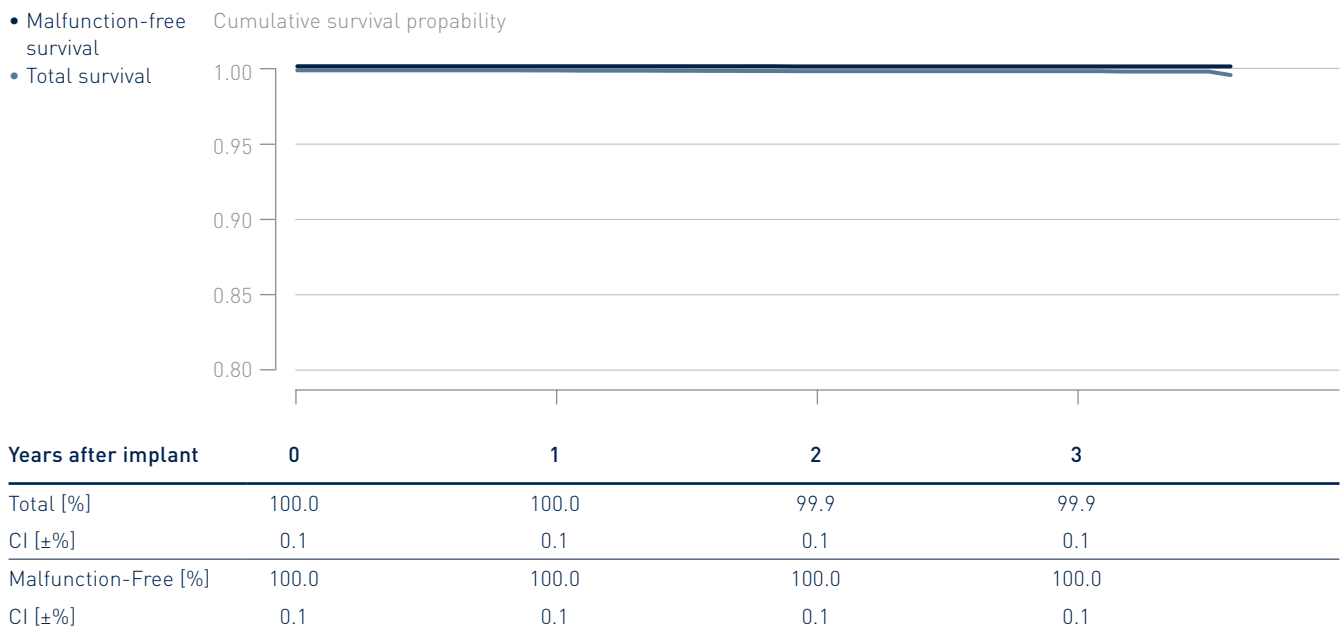 • Malfunction-free
survival
• Total survival
Cumulative survival propability
1.00
0.95
0.90
0.85
0.80
Years after implant 0 1 2 3
Total [%] 100.0 100.0 99.9 99.9
CI [±%] 0.1 0.1 0.1 0.1
Malfunction-Free [%] 100.0 100.0 100.0 100.0
CI [±%] 0.1 0.1 0.1 0.1